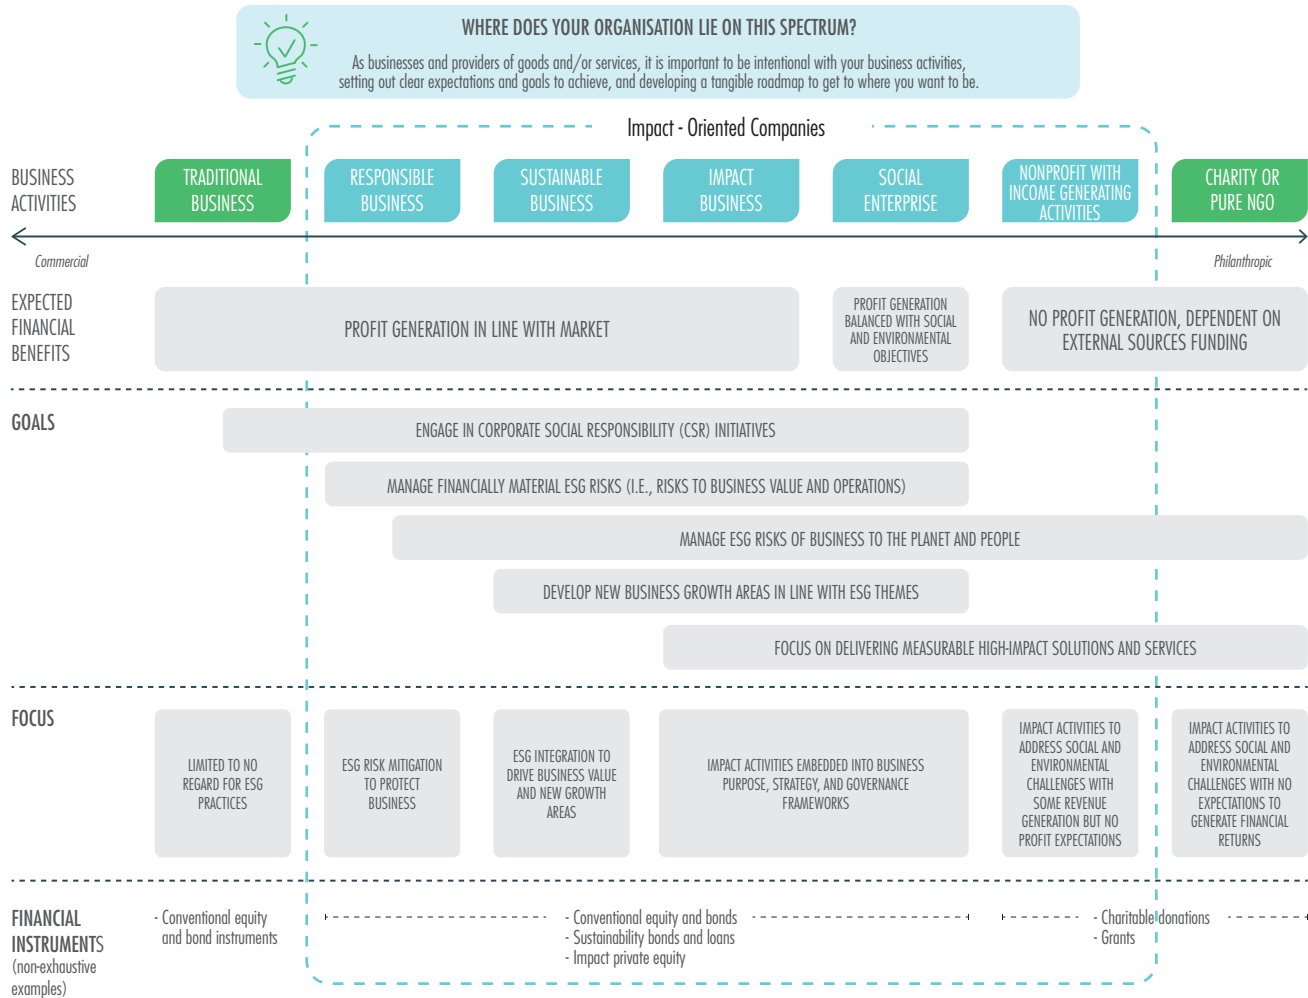 WHERE DOES YOUR ORGANISATION LIE ON THIS SPECTRUM?
As businesses and providers of goods and/or services, it is important to be intentional with your business activities,
setting out clear expectations and goals to achieve, and developing a tangible roadmap to get to where you want to be.
Impact - Oriented Companies
BUSINESS
ACTIVITIES
TRADITIONAL
BUSINESS
RESPONSIBLE
BUSINESS
SUSTAINABLE
BUSINESS
IMPACT
BUSINESS
SOCIAL
ENTERPRISE
NONPROFIT WITH
INCOME GENERATING
ACTIVITIES
CHARITY OR
PURE NGO
Commercial
Philanthropic
EXPECTED
FINANCIAL
BENEFITS
PROFIT GENERATION IN LINE WITH MARKET
PROFIT GENERATION
BALANCED WITH SOCIAL
AND ENVIRONMENTAL
OBJECTIVES
NO PROFIT GENERATION, DEPENDENT ON
EXTERNAL SOURCES FUNDING
GOALS
ENGAGE IN CORPORATE SOCIAL RESPONSIBILITY (CSR) INITIATIVES
MANAGE FINANCIALLY MATERIAL ESG RISKS (I.E., RISKS TO BUSINESS VALUE AND OPERATIONS)
MANAGE ESG RISKS OF BUSINESS TO THE PLANET AND PEOPLE
DEVELOP NEW BUSINESS GROWTH AREAS IN LINE WITH ESG THEMES
FOCUS ON DELIVERING MEASURABLE HIGH-IMPACT SOLUTIONS AND SERVICES
FOCUS
LIMITED TO NO
REGARD FOR ESG
PRACTICES
ESG RISK MITIGATION
TO PROTECT
BUSINESS
ESG INTEGRATION TO
DRIVE BUSINESS VALUE
AND NEW GROWTH
AREAS
IMPACT ACTIVITIES EMBEDDED INTO BUSINESS
PURPOSE, STRATEGY, AND GOVERNANCE
FRAMEWORKS
IMPACT ACTIVITIES TO
ADDRESS SOCIAL AND
ENVIRONMENTAL
CHALLENGES WITH
SOME REVENUE
GENERATION BUT NO
PROFIT EXPECTATIONS
IMPACT ACTIVITIES TO
ADDRESS SOCIAL AND
ENVIRONMENTAL
CHALLENGES WITH NO
EXPECTATIONS TO
GENERATE FINANCIAL
RETURNS
FINANCIAL
INSTRUMENTS
(non-exhaustive
examples)
- Conventional equity
and bond instruments
- Conventional equity and bonds
- Sustainability bonds and loans
- Impact private equity
- Charitable donations
- Grants